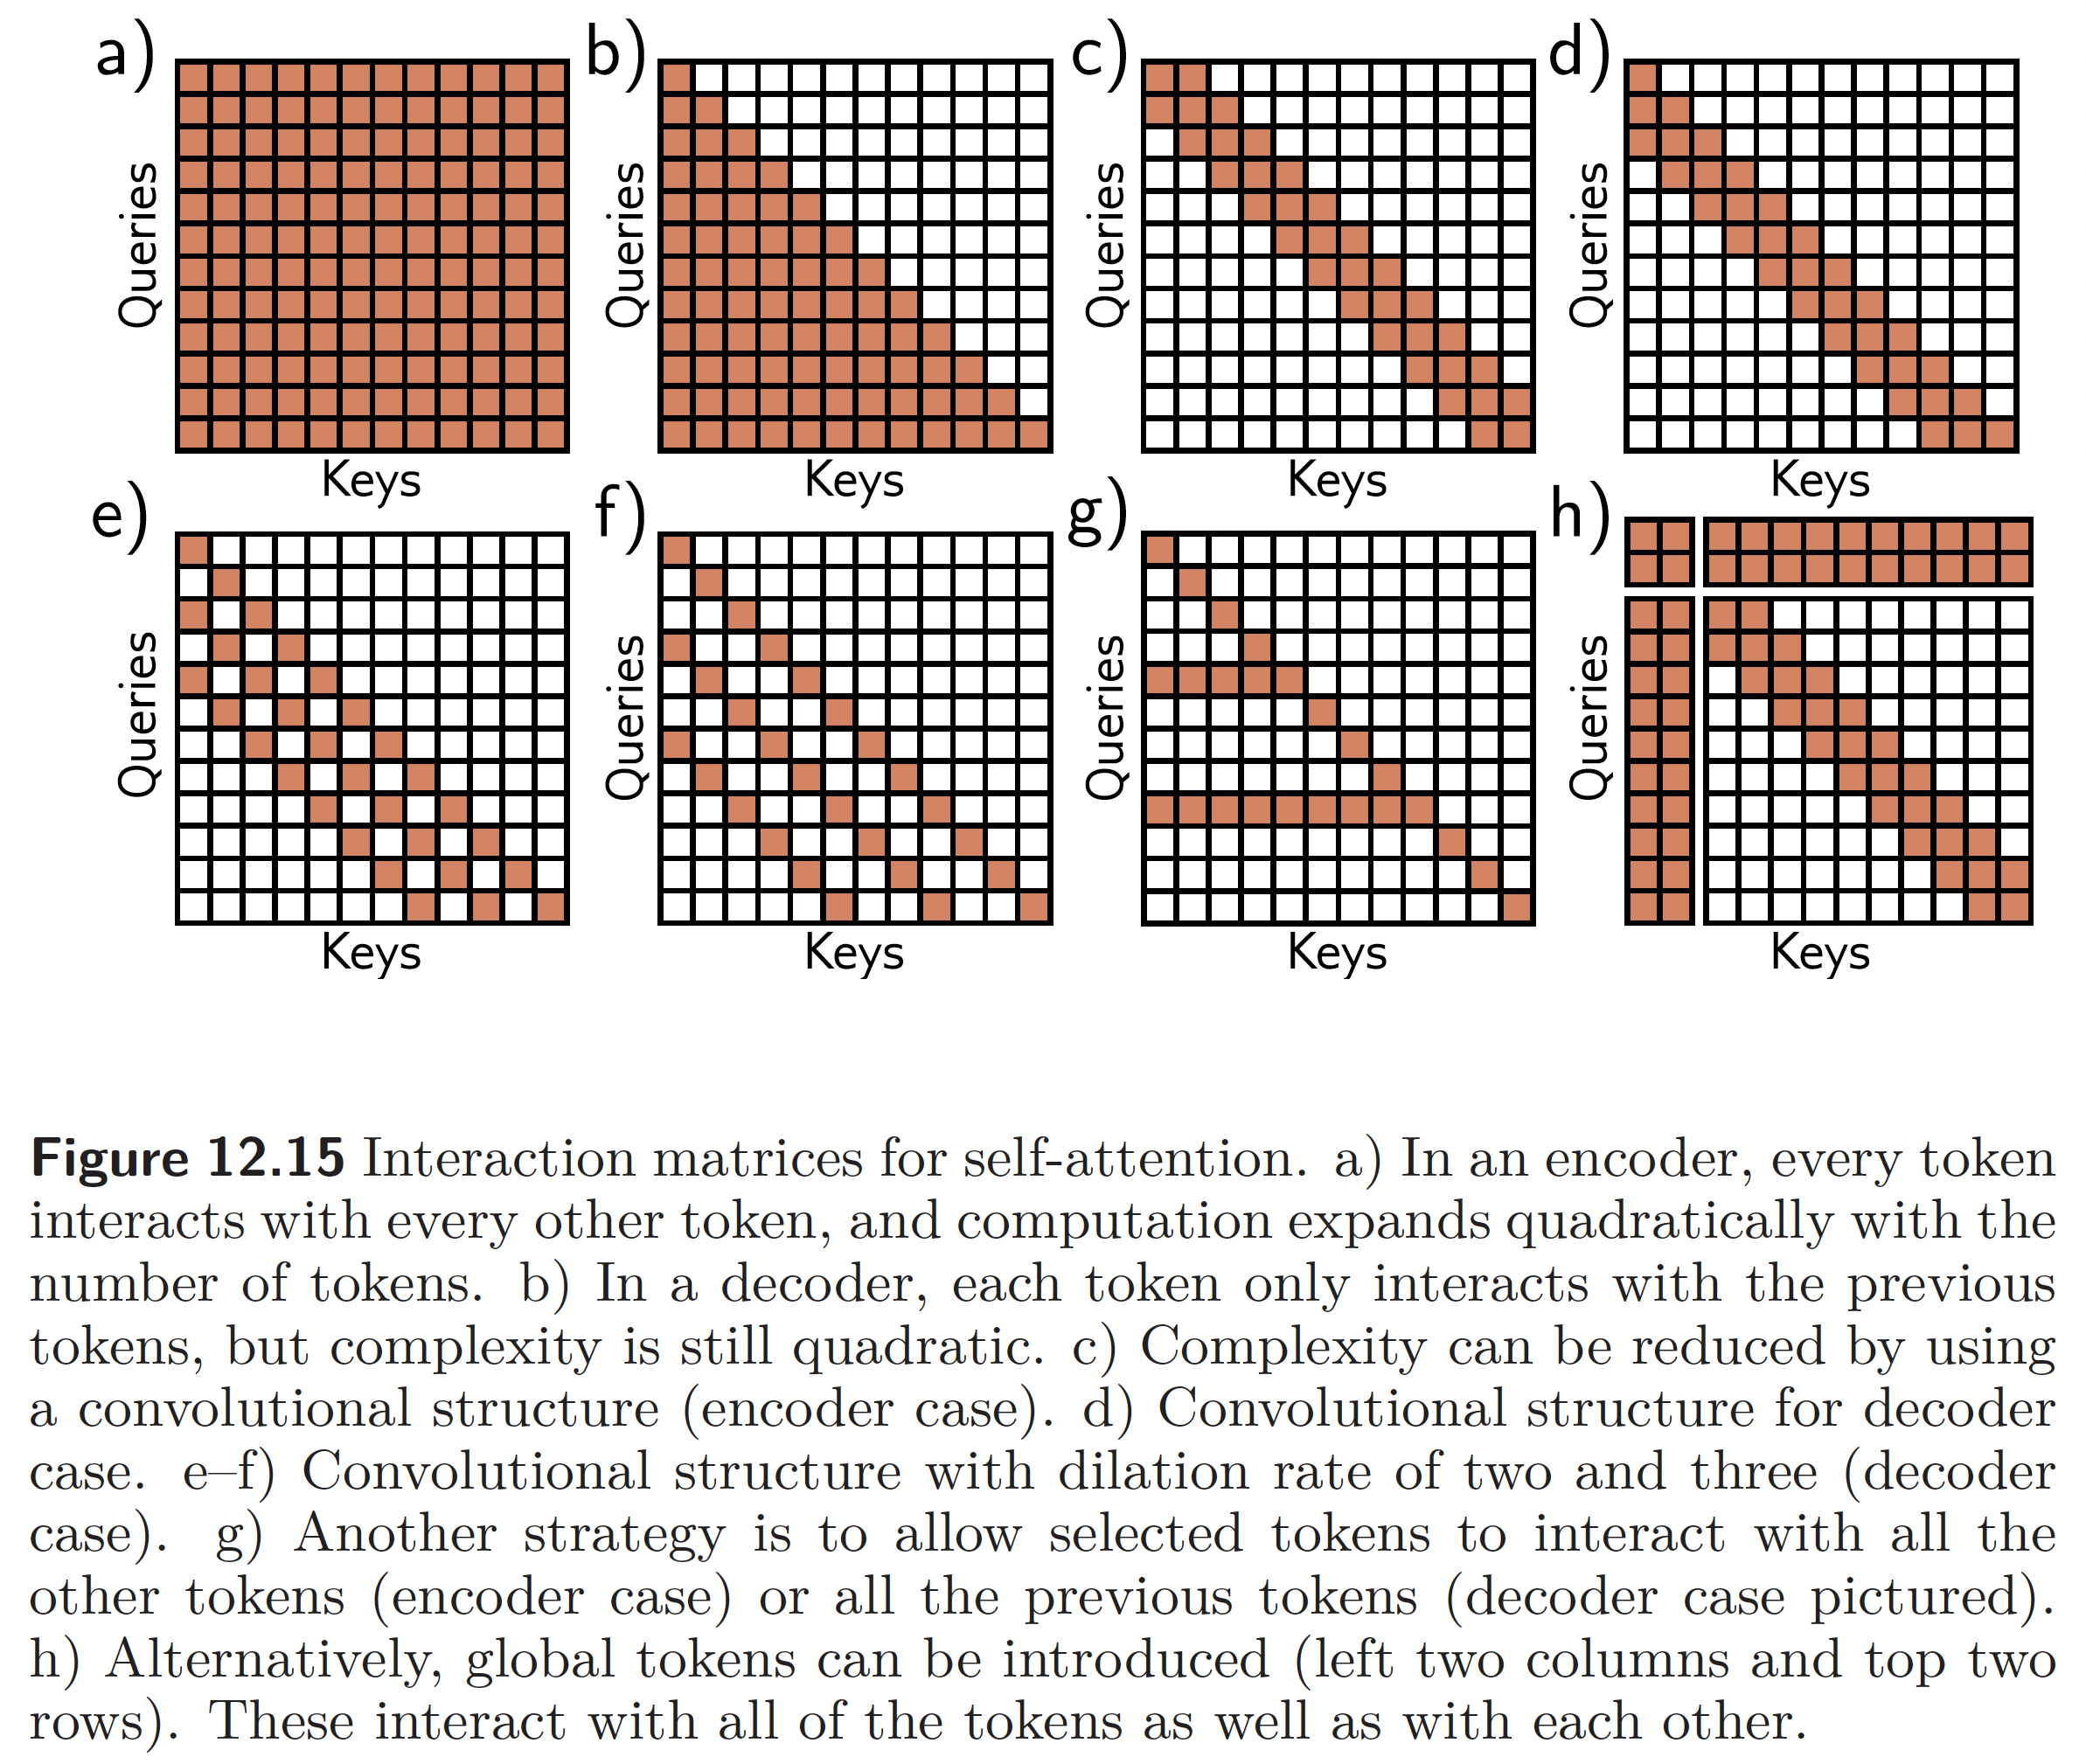 a)
b)
c)
d)
Queries
Queries
Queries
Queries
Keys
Keys
Keys
Keys
e)
f)
g)
h)
Queries
Queries
Queries
Queries
Keys
Keys
Keys
Keys
Figure 12.15 Interaction matrices for self-attention. a) In an encoder, every token
interacts with every other token, and computation expands quadratically with the
number of tokens. b) In a decoder, each token only interacts with the previous
tokens, but complexity is still quadratic. c) Complexity can be reduced by using
a convolutional structure (encoder case). d) Convolutional structure for decoder
case. e–f) Convolutional structure with dilation rate of two and three (decoder
case). g) Another strategy is to allow selected tokens to interact with all the
other tokens (encoder case) or all the previous tokens (decoder case pictured).
h) Alternatively, global tokens can be introduced (left two columns and top two
rows). These interact with all of the tokens as well as with each other.